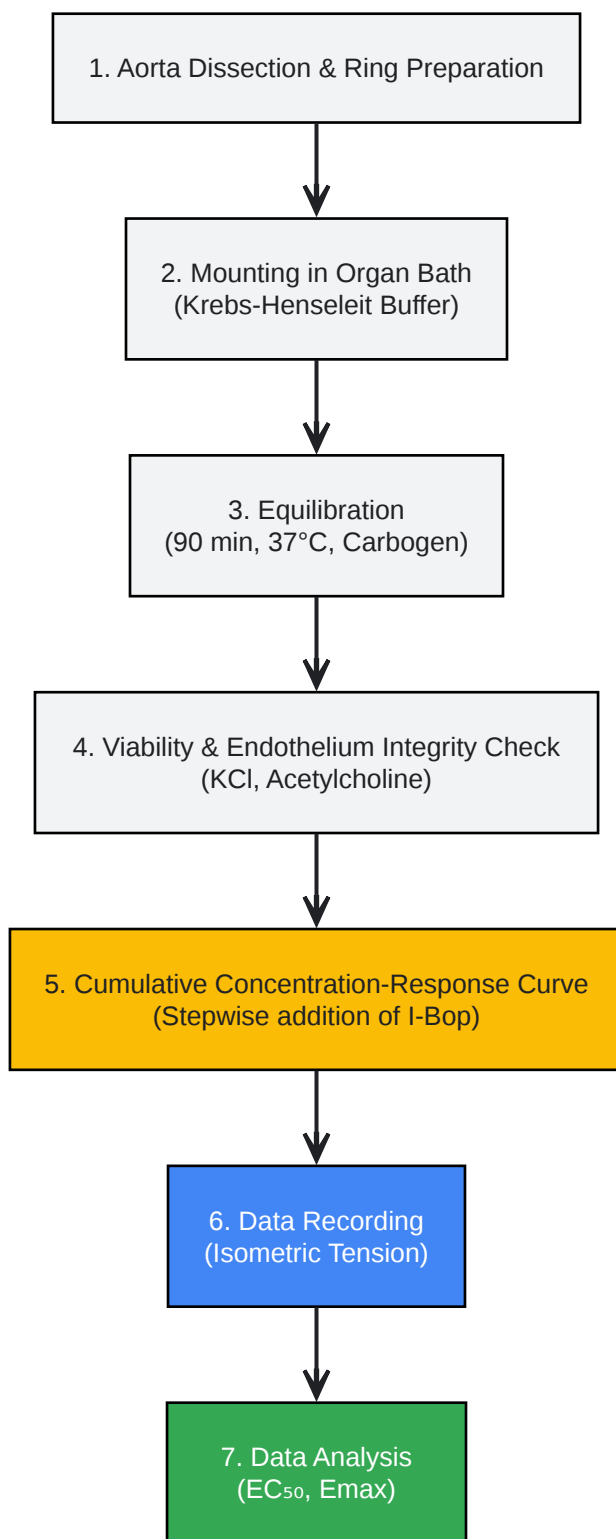 1. Aorta Dissection & Ring Preparation
2. Mounting in Organ Bath
(Krebs-Henseleit Buffer)
3. Equilibration
(90 min, 37°C, Carbogen)
4. Viability & Endothelium Integrity Check
(KCl, Acetylcholine)
5. Cumulative Concentration-Response Curve
(Stepwise addition of I-Bop)
6. Data Recording
(Isometric Tension)
7. Data Analysis
(EC₅₀, Emax)